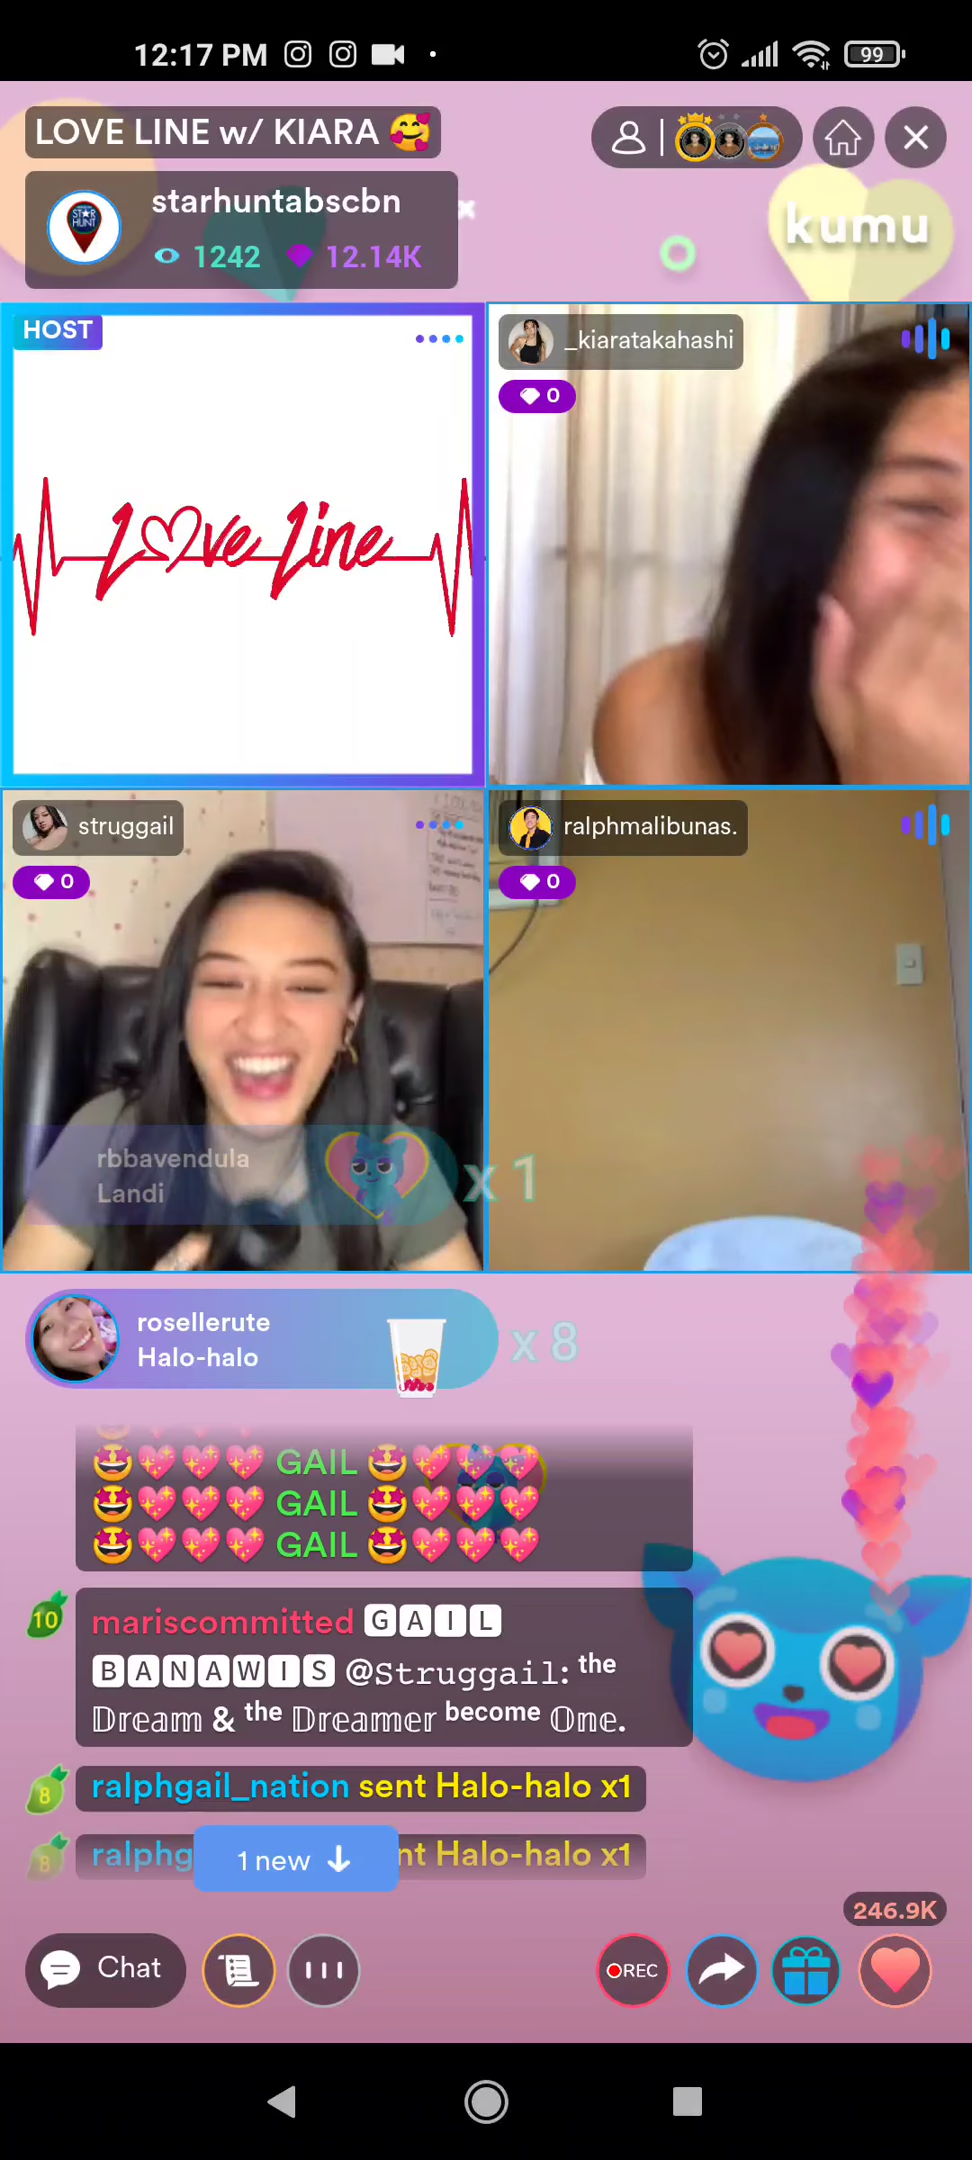 12:17 PM
99
LOVE LINE w/ KIARA 🥰
starhuntabscbn
STAR HUNT
1242 12.14K
kumu
HOST
Love Line
_kiaratakahashi
0
struggail
0
ralphmalibunas.
0
rbbavendula
Landi
x 1
rosellerute
Halo-halo
x 8
🤩💖💖💖 GAIL 🤩💖💖💖
🤩💖💖💖 GAIL 🤩💖💖💖
🤩💖💖💖 GAIL 🤩💖💖💖
10
mariscommitted 🅶🅰🅸🅻
🅱🅰🅽🅰🆆🅸🆂 @𝚂𝚝𝚛𝚞𝚐𝚐𝚊𝚒𝚕: ᵗʰᵉ
𝔻𝕣𝕖𝕒𝕞 & ᵗʰᵉ 𝔻𝕣𝕖𝕒𝕞𝕖𝕣 ᵇᵉᶜᵒᵐᵉ 𝕆𝕟𝕖.
8
ralphgail_nation sent Halo-halo x1
8
ralphg nt Halo-halo x1
1 new
246.9K
Chat
REC